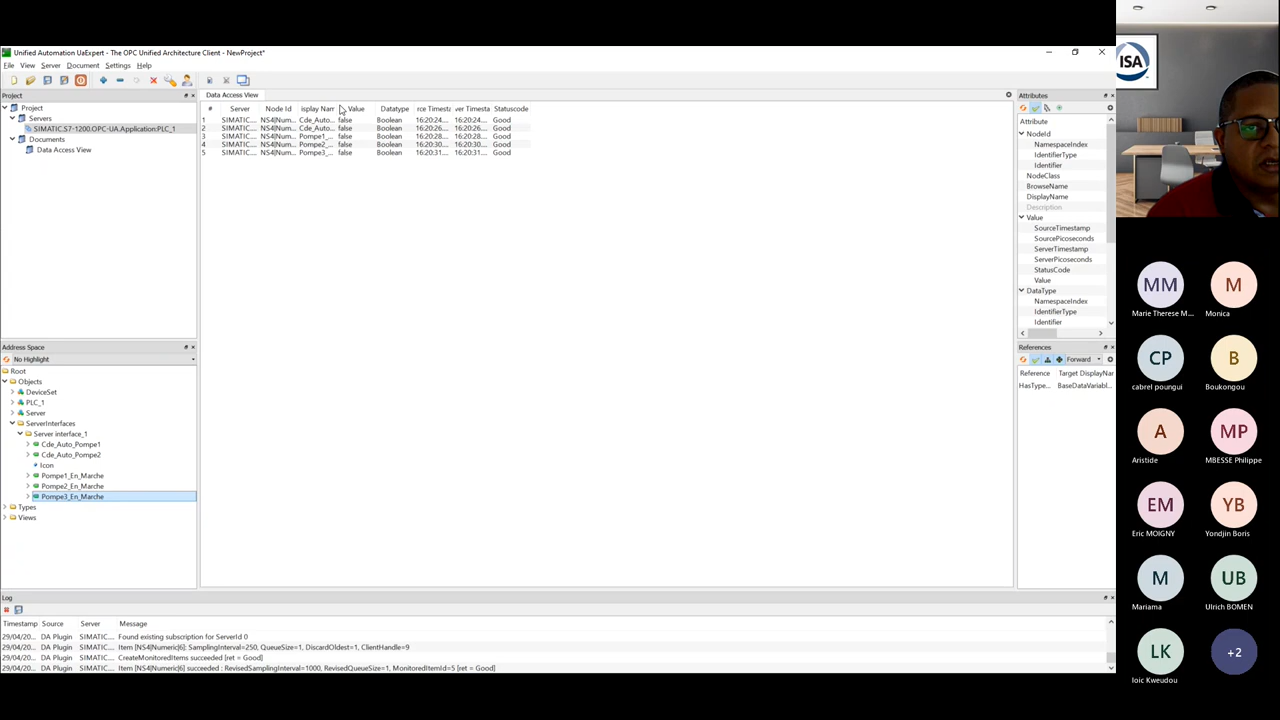 Unified Automation UaExpert - The OPC Unified Architecture Client - NewProject*
File View Server Document Settings Help
Project
Project
Servers
SIMATIC.S7-1200.OPC-UA.Application:PLC_1
Documents
Data Access View
Data Access View
# Server Node Id isplay Nam Value Datatype rce Timesta ver Timesta Statuscode
1 SIMATIC.... NS4|Num... Cde_Auto... false Boolean 16:20:24.... 16:20:24.... Good
2 SIMATIC.... NS4|Num... Cde_Auto... false Boolean 16:20:26.... 16:20:26.... Good
3 SIMATIC.... NS4|Num... Pompe1_... false Boolean 16:20:28.... 16:20:28.... Good
4 SIMATIC.... NS4|Num... Pompe2_... false Boolean 16:20:30.... 16:20:30.... Good
5 SIMATIC.... NS4|Num... Pompe3_... false Boolean 16:20:31.... 16:20:31.... Good
Address Space
No Highlight
Root
Objects
DeviceSet
PLC_1
Server
ServerInterfaces
Server interface_1
Cde_Auto_Pompe1
Cde_Auto_Pompe2
Icon
Pompe1_En_Marche
Pompe2_En_Marche
Pompe3_En_Marche
Types
Views
Attributes
Attribute
NodeId
NamespaceIndex
IdentifierType
Identifier
NodeClass
BrowseName
DisplayName
Description
Value
SourceTimestamp
SourcePicoseconds
ServerTimestamp
ServerPicoseconds
StatusCode
Value
DataType
NamespaceIndex
IdentifierType
Identifier
References
Forward
Reference Target DisplayNar
HasType... BaseDataVariabl...
Log
Timestamp Source Server Message
29/04/20... DA Plugin SIMATIC.... Found existing subscription for ServerId 0
29/04/20... DA Plugin SIMATIC.... Item [NS4|Numeric|6]: SamplingInterval=250, QueueSize=1, DiscardOldest=1, ClientHandle=9
29/04/20... DA Plugin SIMATIC.... CreateMonitoredItems succeeded [ret = Good]
29/04/20... DA Plugin SIMATIC.... Item [NS4|Numeric|6] succeeded : RevisedSamplingInterval=1000, RevisedQueueSize=1, MonitoredItemId=5 [ret = Good]
ISA
MM M
Marie Therese M... Monica
CP B
cabrel poungui Boukongou
A MP
Aristide MBESSE Philippe
EM YB
Eric MOIGNY Yondjin Boris
M UB
Mariama Ulrich BOMEN
LK +2
loic Kweudou